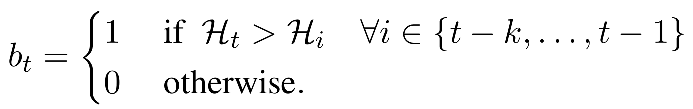 b_t = { 1 if ℋ_t > ℋ_i ∀i ∈ {t − k, . . . , t − 1}
0 otherwise.